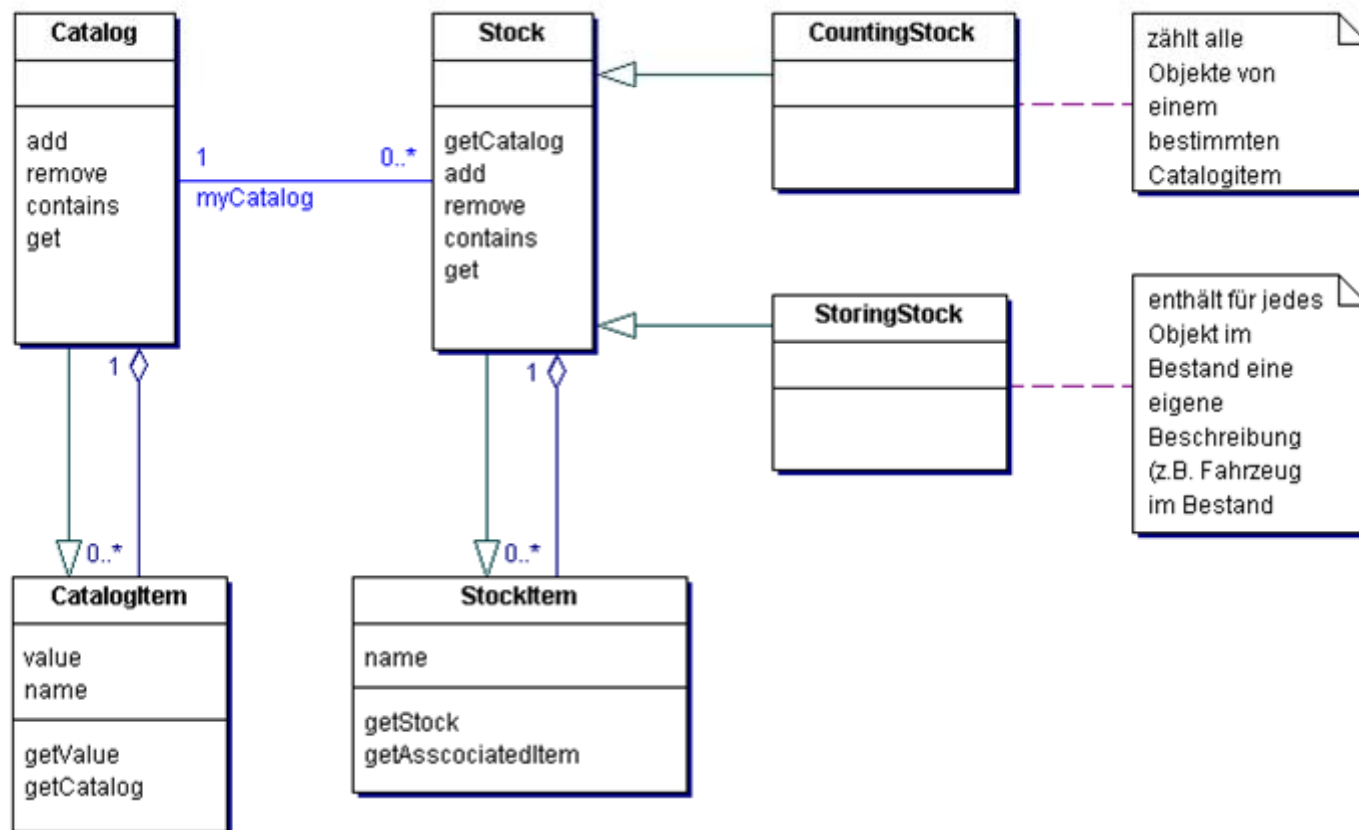 Catalog
add
remove
contains
get
1
0..*
myCatalog
Stock
getCatalog
add
remove
contains
get
CountingStock
zählt alle
Objekte von
einem
bestimmten
Catalogitem
StoringStock
enthält für jedes
Objekt im
Bestand eine
eigene
Beschreibung
(z.B. Fahrzeug
im Bestand
1
0..*
1
0..*
CatalogItem
value
name
getValue
getCatalog
StockItem
name
getStock
getAsscociatedItem